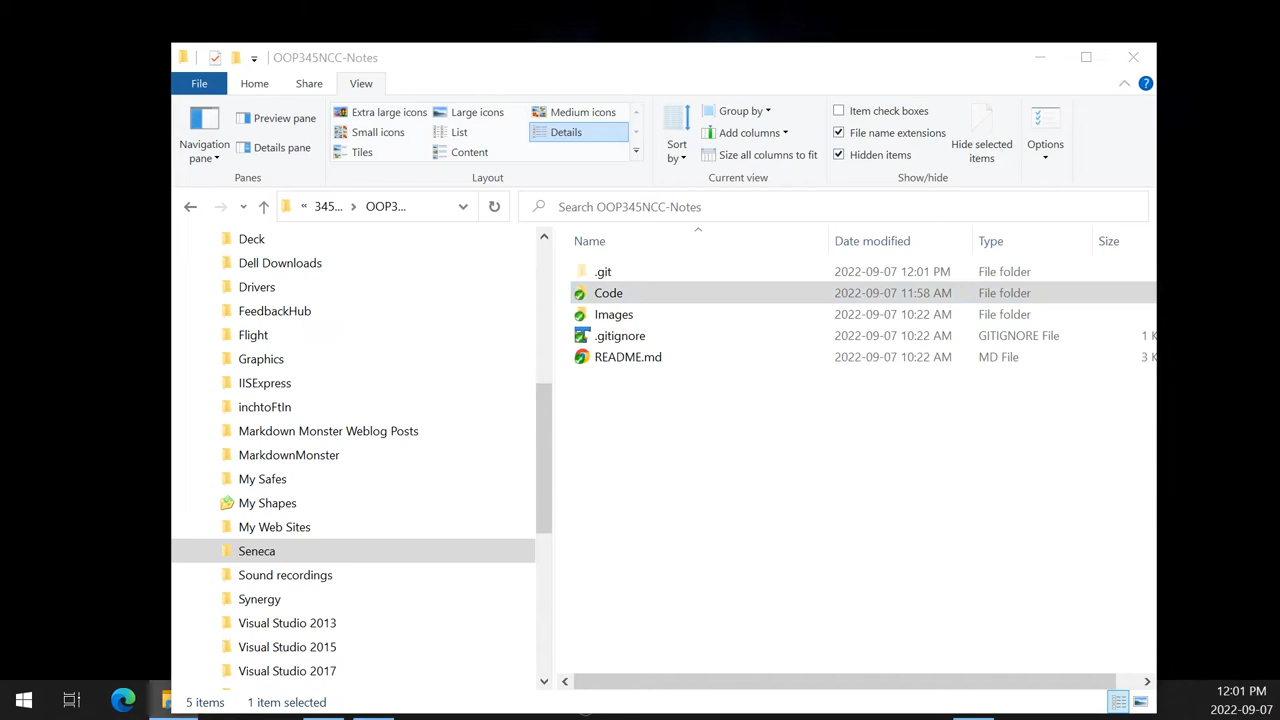 OOP345NCC-Notes
File Home Share View
Navigation pane
Preview pane
Details pane
Panes
Extra large icons Large icons Medium icons
Small icons List Details
Tiles Content
Layout
Sort by
Group by
Add columns
Size all columns to fit
Current view
Item check boxes
File name extensions
Hidden items
Hide selected items
Show/hide
Options
« 345... OOP3...
Search OOP345NCC-Notes
Deck
Dell Downloads
Drivers
FeedbackHub
Flight
Graphics
IISExpress
inchtoFtIn
Markdown Monster Weblog Posts
MarkdownMonster
My Safes
My Shapes
My Web Sites
Seneca
Sound recordings
Synergy
Visual Studio 2013
Visual Studio 2015
Visual Studio 2017
Name Date modified Type Size
.git 2022-09-07 12:01 PM File folder
Code 2022-09-07 11:58 AM File folder
Images 2022-09-07 10:22 AM File folder
.gitignore 2022-09-07 10:22 AM GITIGNORE File 1 K
README.md 2022-09-07 10:22 AM MD File 3 K
5 items 1 item selected
12:01 PM
2022-09-07